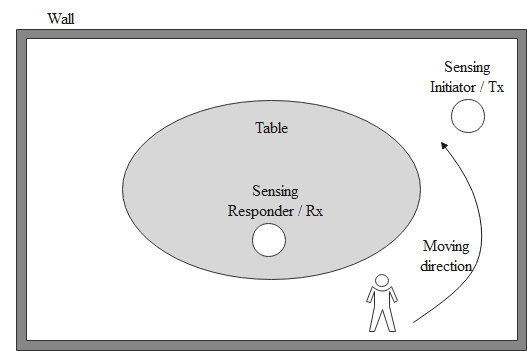 Wall
Sensing
Initiator / Tx
Table
Sensing
Responder / Rx
Moving
direction